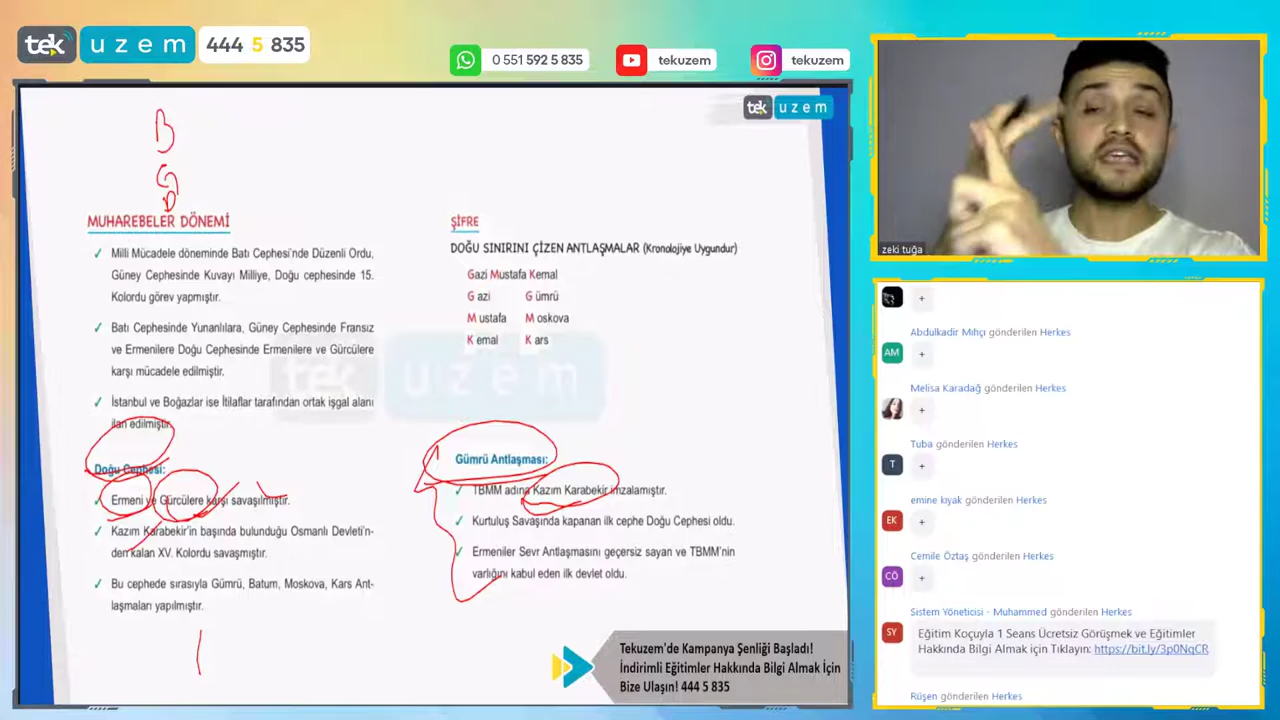 tek uzem 444 5 835
0 551 592 5 835
tekuzem
tekuzem
tek uzem
B
G
D
MUHAREBELER DÖNEMİ
✓ Milli Mücadele döneminde Batı Cephesi'nde Düzenli Ordu,
Güney Cephesinde Kuvayı Milliye, Doğu cephesinde 15.
Kolordu görev yapmıştır.
✓ Batı Cephesinde Yunanlılara, Güney Cephesinde Fransız
ve Ermenilere Doğu Cephesinde Ermenilere ve Gürcülere
karşı mücadele edilmiştir.
✓ İstanbul ve Boğazlar ise İtilaflar tarafından ortak işgal alanı
ilan edilmiştir.
Doğu Cephesi:
✓ Ermeni ve Gürcülere karşı savaşılmıştır.
✓ Kazım Karabekir'in başında bulunduğu Osmanlı Devleti'n-
den kalan XV. Kolordu savaşmıştır.
✓ Bu cephede sırasıyla Gümrü, Batum, Moskova, Kars Ant-
laşmaları yapılmıştır.
ŞİFRE
DOĞU SINIRINI ÇİZEN ANTLAŞMALAR (Kronolojiye Uygundur)
Gazi Mustafa Kemal
G azi G ümrü
M ustafa M oskova
K emal K ars
tek uzem
Gümrü Antlaşması:
✓ TBMM adına Kazım Karabekir imzalamıştır.
✓ Kurtuluş Savaşında kapanan ilk cephe Doğu Cephesi oldu.
✓ Ermeniler Sevr Antlaşmasını geçersiz sayan ve TBMM'nin
varlığını kabul eden ilk devlet oldu.
Tekuzem'de Kampanya Şenliği Başladı!
İndirimli Eğitimler Hakkında Bilgi Almak İçin
Bize Ulaşın! 444 5 835
zeki tuğa
+
Abdulkadir Mıhçı gönderilen Herkes
AM +
Melisa Karadağ gönderilen Herkes
+
Tuba gönderilen Herkes
T +
emine kıyak gönderilen Herkes
EK +
Cemile Öztaş gönderilen Herkes
CÖ +
Sistem Yöneticisi - Muhammed gönderilen Herkes
SY Eğitim Koçuyla 1 Seans Ücretsiz Görüşmek ve Eğitimler
Hakkında Bilgi Almak için Tıklayın: https://bit.ly/3p0NqCR
Rüşen gönderilen Herkes